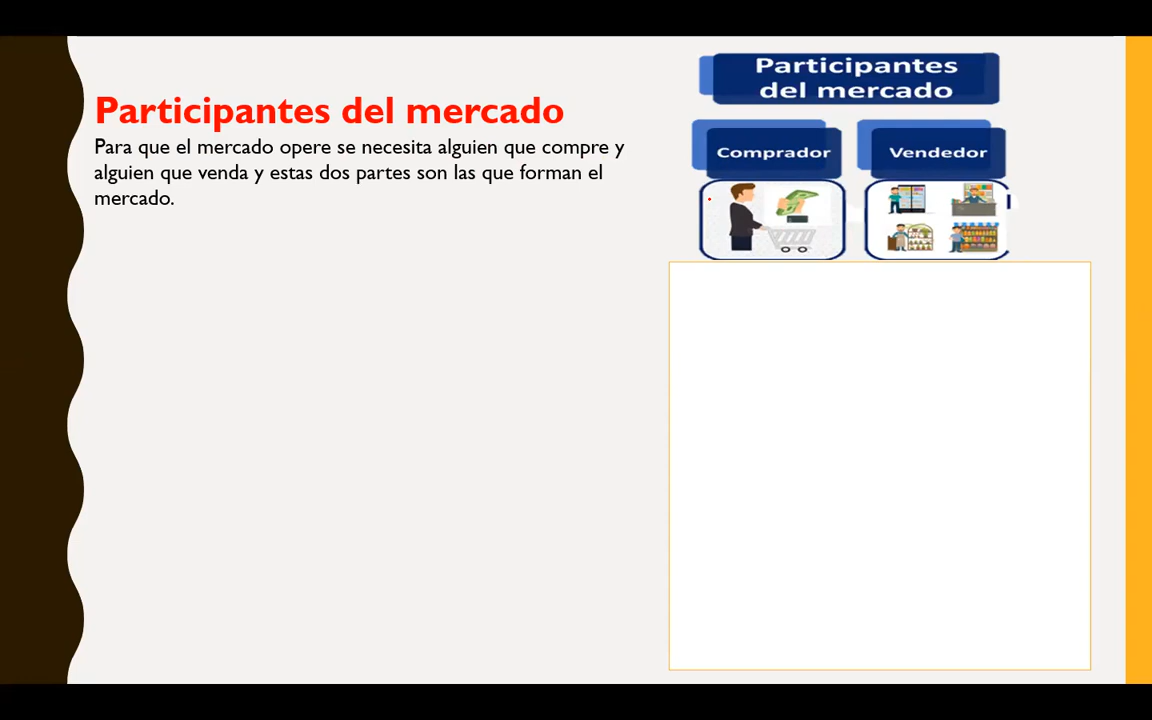 Participantes del mercado
Para que el mercado opere se necesita alguien que compre y
alguien que venda y estas dos partes son las que forman el
mercado.
Participantes
del mercado
Comprador
Vendedor